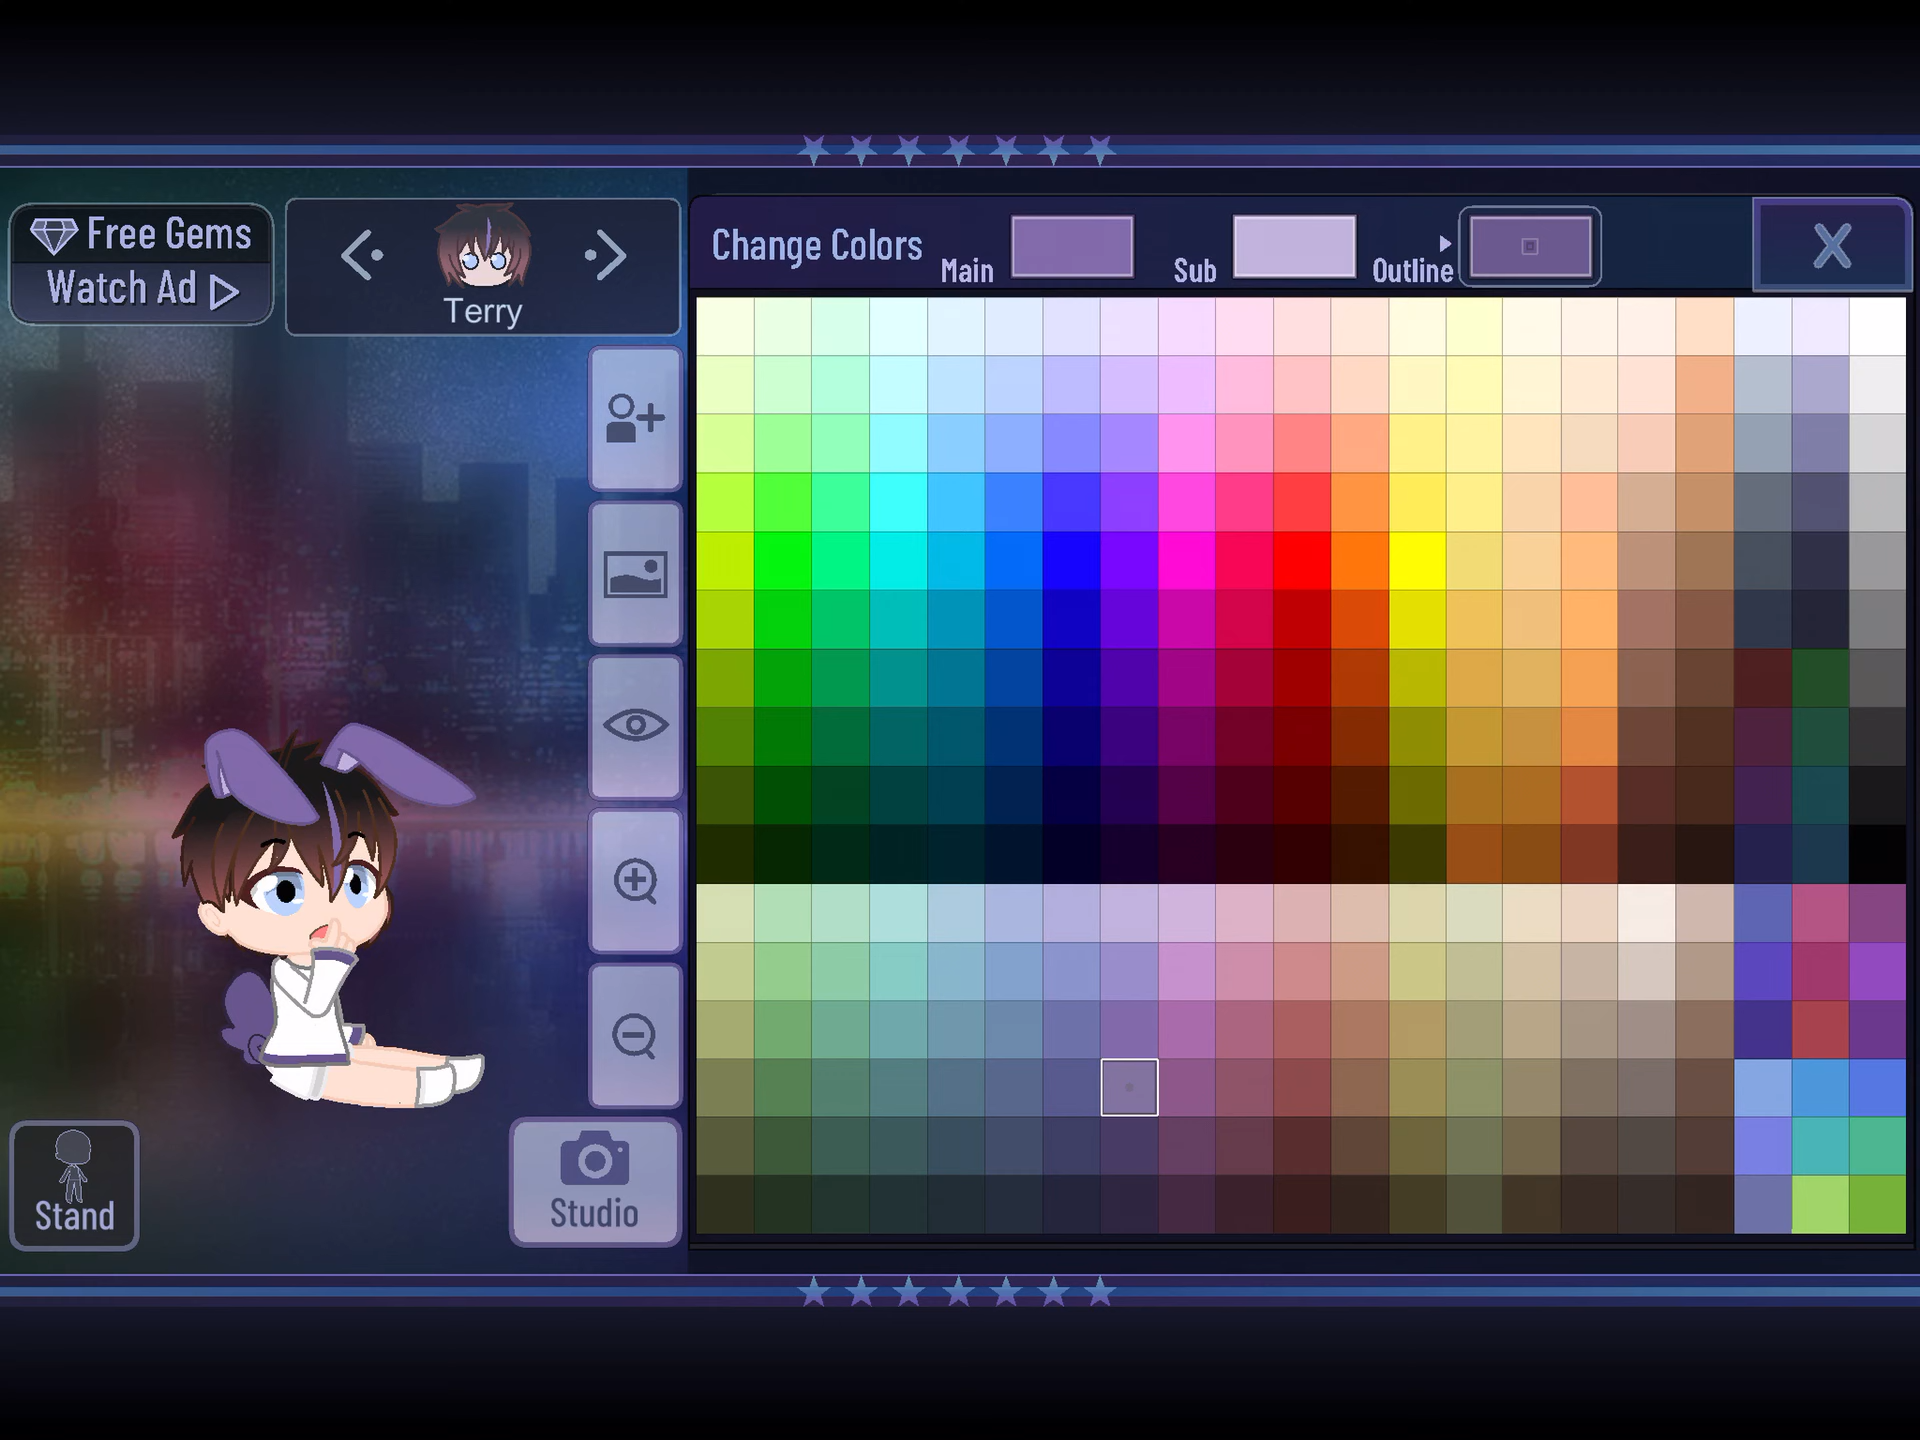 Free Gems
Watch Ad
Terry
Change Colors
Main
Sub
Outline
X
Stand
Studio